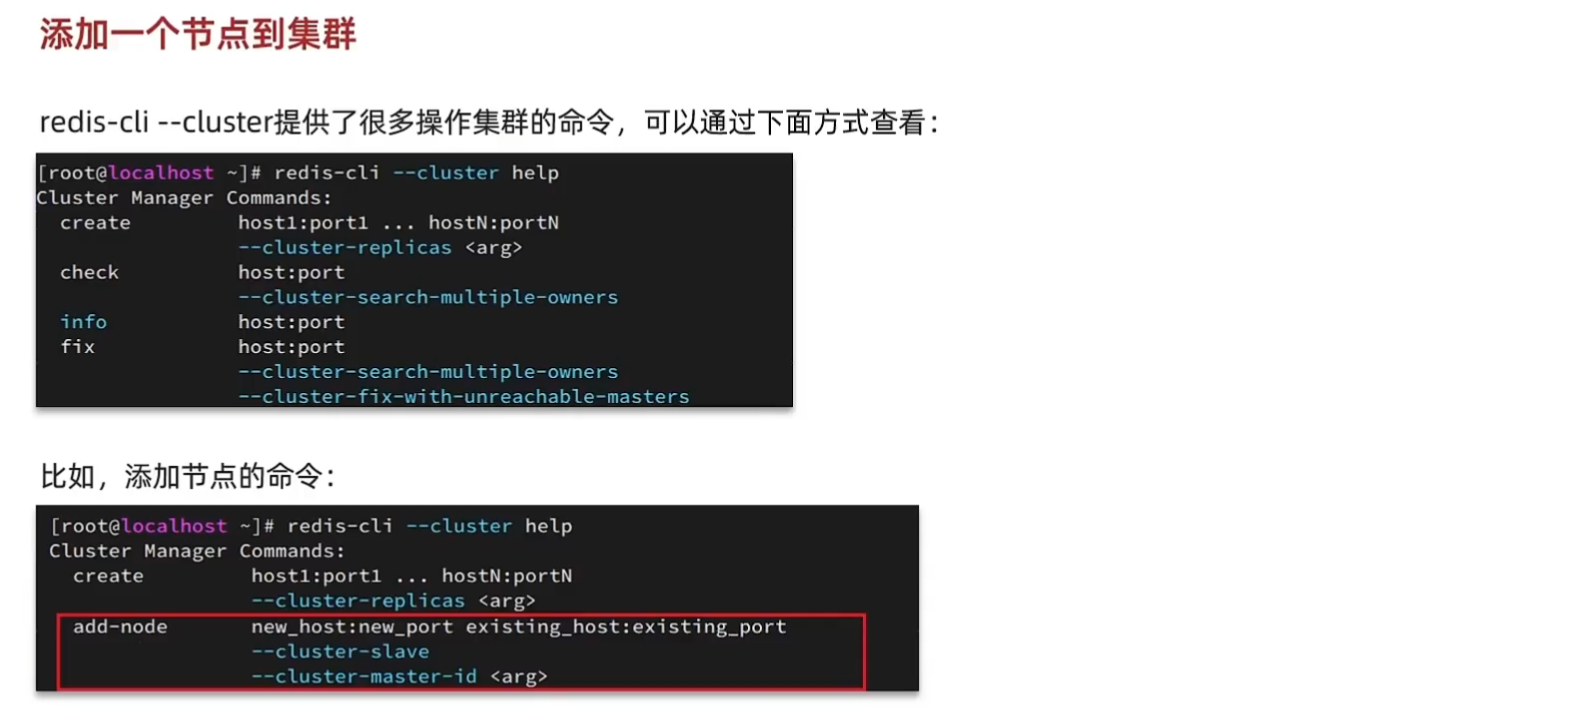 添加一个节点到集群
redis-cli --cluster提供了很多操作集群的命令，可以通过下面方式查看：
[root@localhost ~]# redis-cli --cluster help
Cluster Manager Commands:
create host1:port1 ... hostN:portN
--cluster-replicas <arg>
check host:port
--cluster-search-multiple-owners
info host:port
fix host:port
--cluster-search-multiple-owners
--cluster-fix-with-unreachable-masters
比如，添加节点的命令：
[root@localhost ~]# redis-cli --cluster help
Cluster Manager Commands:
create host1:port1 ... hostN:portN
--cluster-replicas <arg>
add-node new_host:new_port existing_host:existing_port
--cluster-slave
--cluster-master-id <arg>